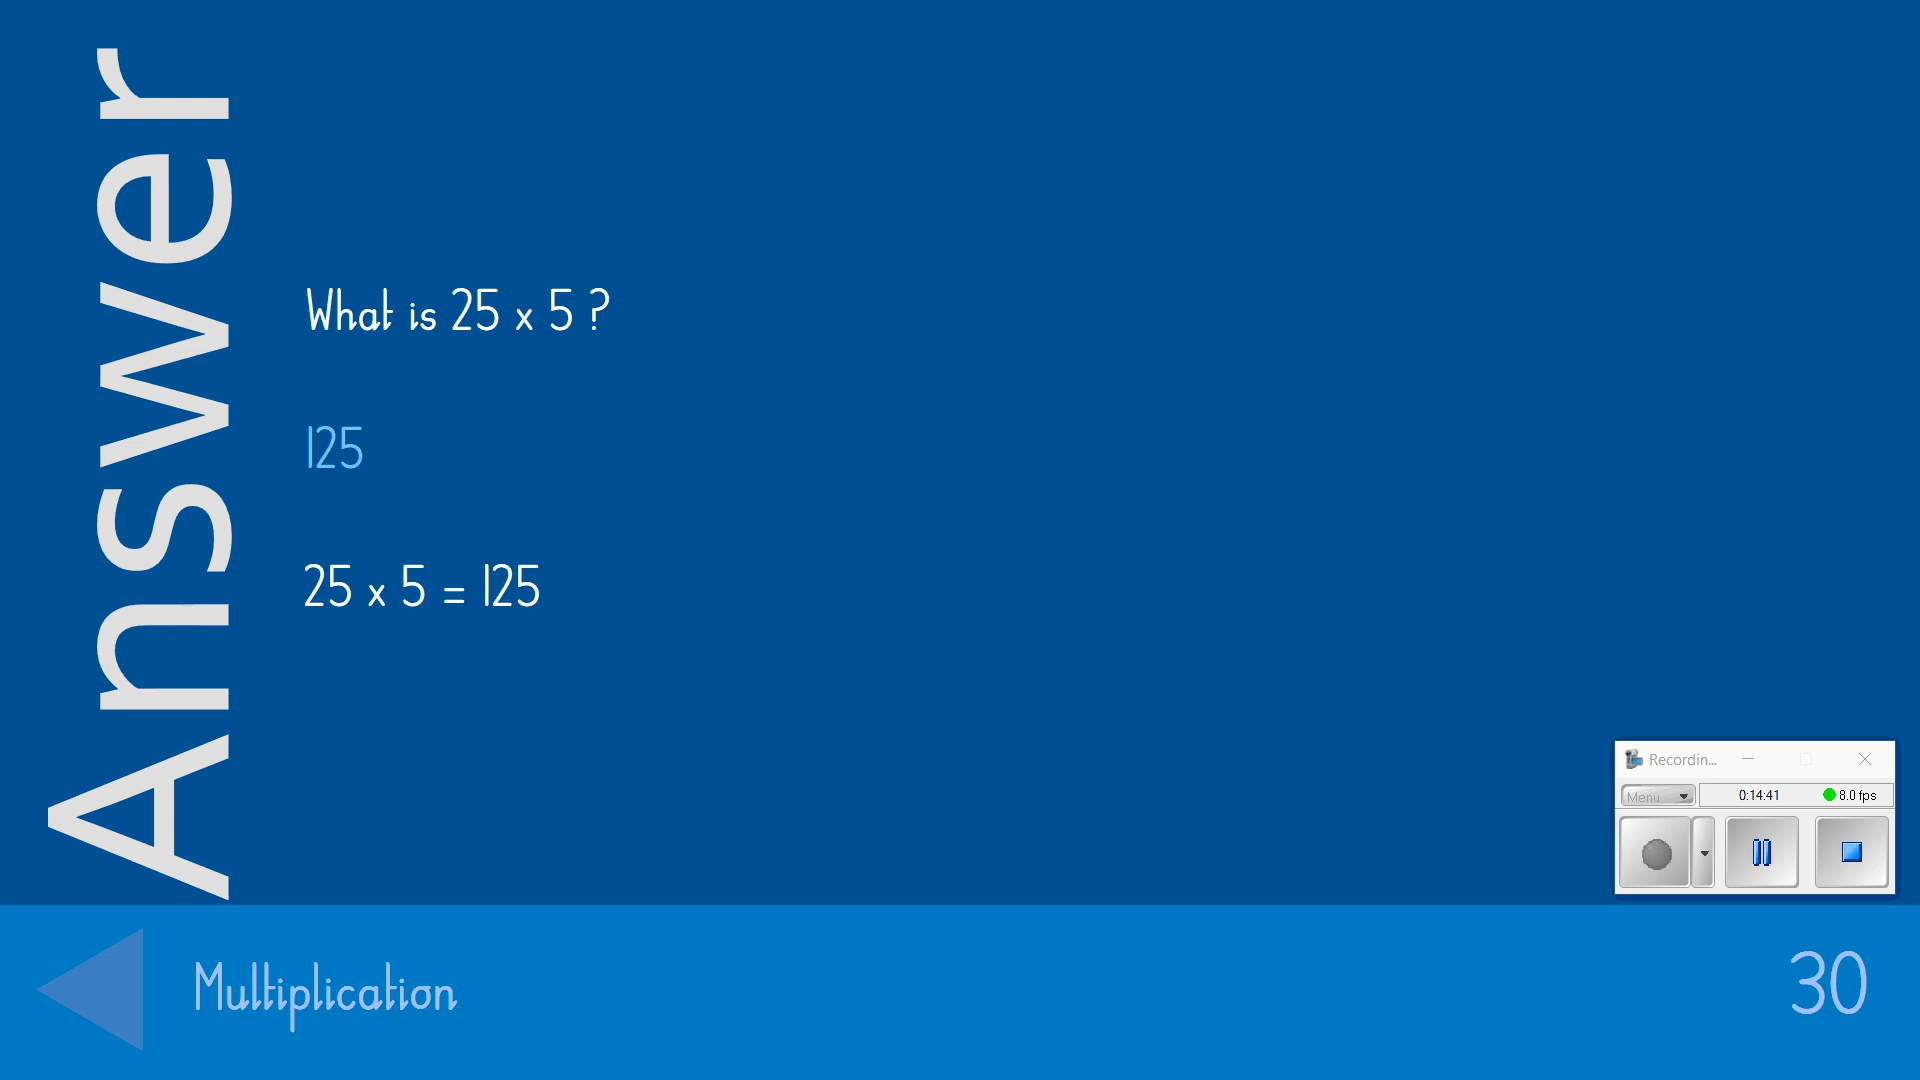 Answer
What is 25 x 5 ?
125
25 x 5 = 125
Recordin...
Menu
0:14:41
8.0 fps
Multiplication
30